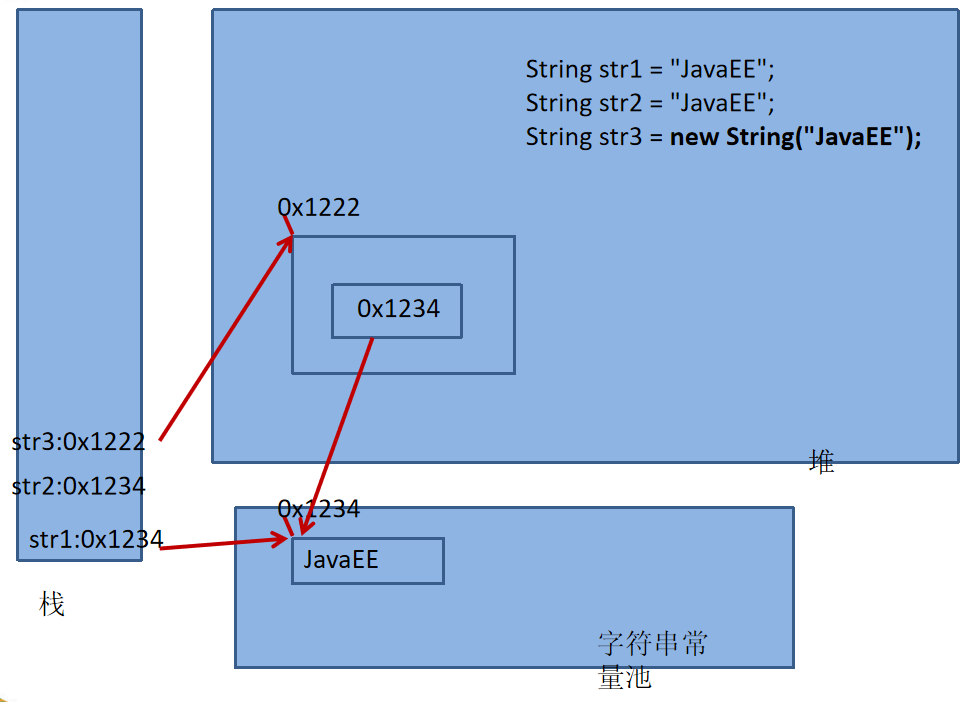 String str1 = "JavaEE";
String str2 = "JavaEE";
String str3 = new String("JavaEE");
0x1222
0x1234
str3:0x1222
堆
str2:0x1234
0x1234
str1:0x1234
JavaEE
栈
字符串常
量池